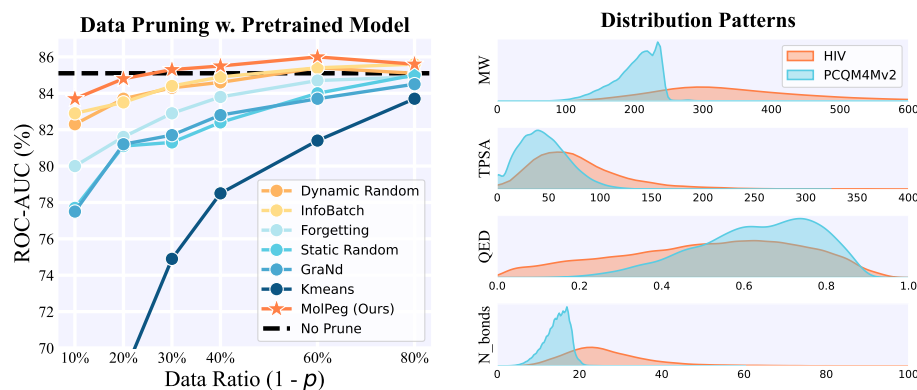 Data Pruning w. Pretrained Model
ROC-AUC (%)
86
84
82
80
78
76
74
72
70
10%
20%
30%
40%
60%
80%
Data Ratio (1 - p)
Dynamic Random
InfoBatch
Forgetting
Static Random
GraNd
Kmeans
MolPeg (Ours)
No Prune
Distribution Patterns
HIV
PCQM4Mv2
MW
0 100 200 300 400 500 600
TPSA
0 50 100 150 200 250 300 350 400
QED
0.0 0.2 0.4 0.6 0.8 1.0
N_bonds
0 20 40 60 80 100